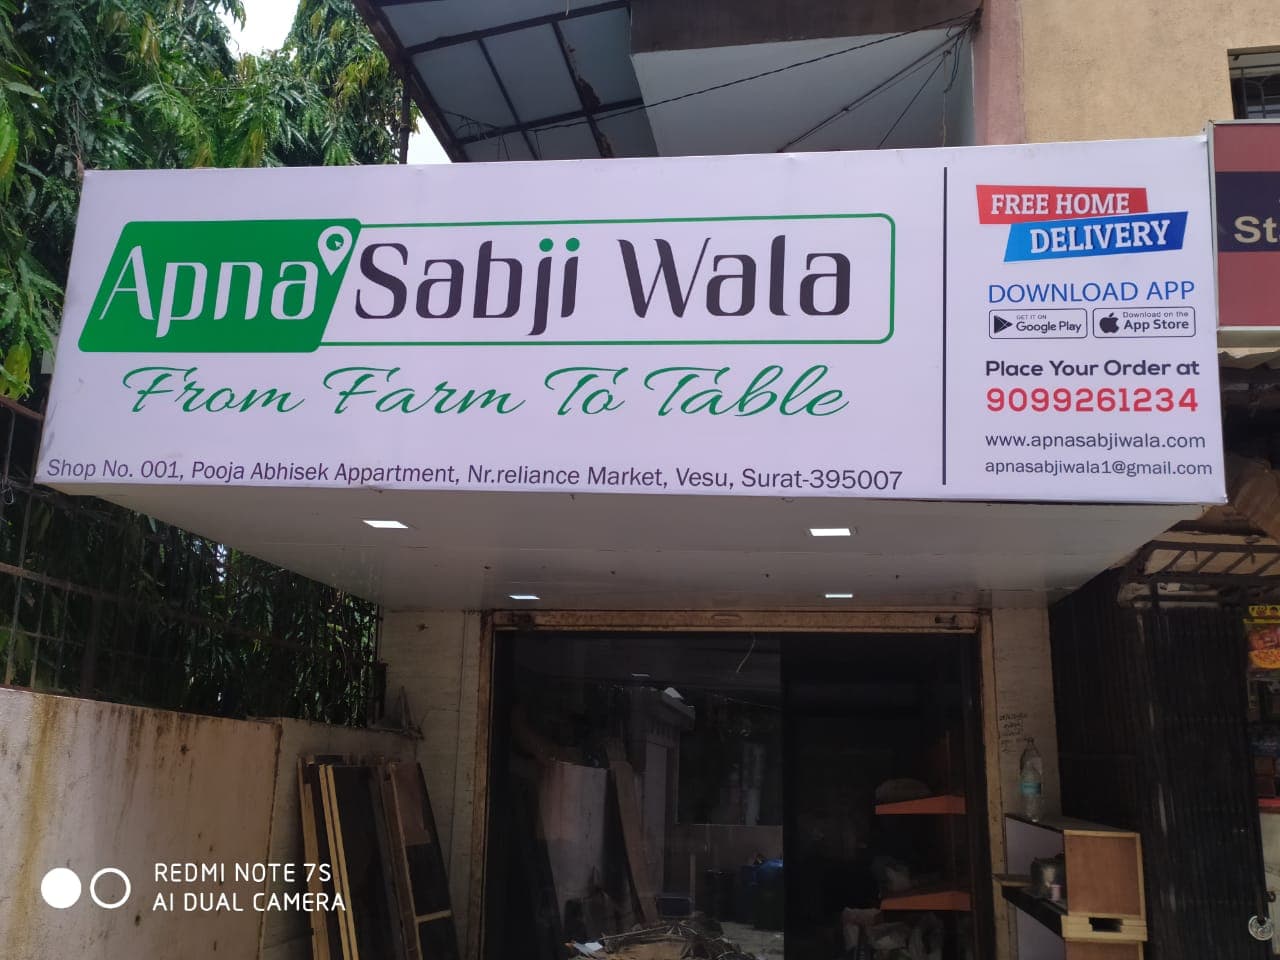 Apna Sabji Wala
From Farm To Table
Shop No. 001, Pooja Abhisek Appartment, Nr.reliance Market, Vesu, Surat-395007
FREE HOME
DELIVERY
DOWNLOAD APP
GET IT ON
Google Play
Download on the
App Store
Place Your Order at
9099261234
www.apnasabjiwala.com
apnasabjiwala1@gmail.com
REDMI NOTE 7S
AI DUAL CAMERA